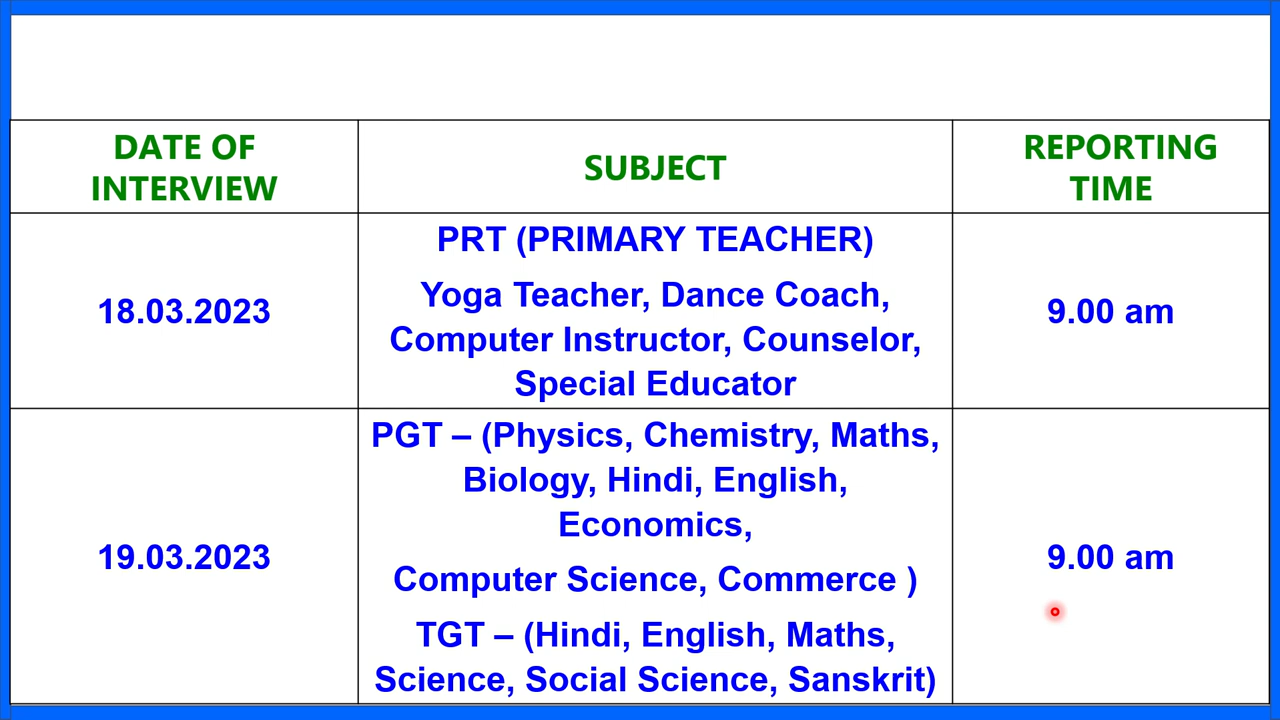 DATE OF
INTERVIEW
SUBJECT
REPORTING
TIME
18.03.2023
PRT (PRIMARY TEACHER)
Yoga Teacher, Dance Coach,
Computer Instructor, Counselor,
Special Educator
9.00 am
19.03.2023
PGT – (Physics, Chemistry, Maths,
Biology, Hindi, English,
Economics,
Computer Science, Commerce )
TGT – (Hindi, English, Maths,
Science, Social Science, Sanskrit)
9.00 am